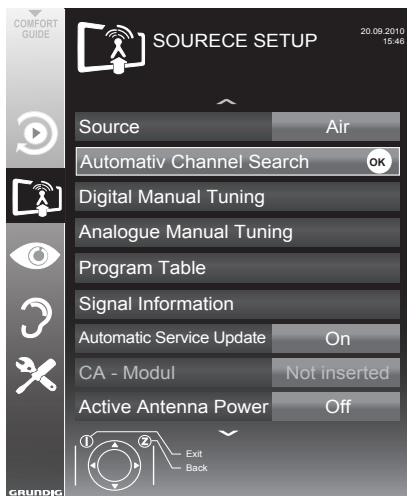 COMFORT
GUIDE
SOURECE SETUP
20.09.2010
15:46
Source Air
Automativ Channel Search OK
Digital Manual Tuning
Analogue Manual Tuning
Program Table
Signal Information
Automatic Service Update On
CA - Modul Not inserted
Active Antenna Power Off
Exit
Back
GRUNDIG